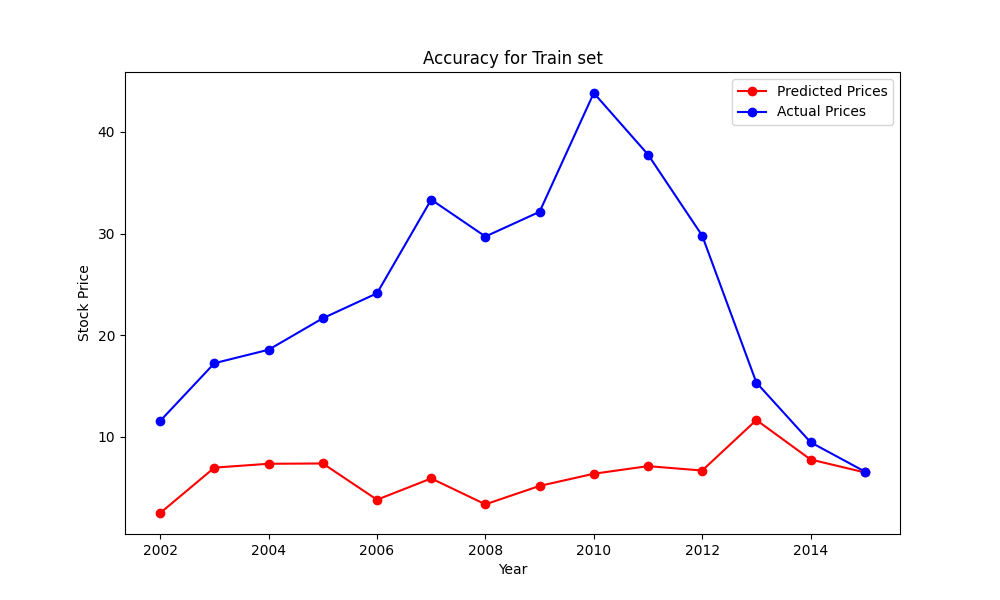 Accuracy for Train set
Predicted Prices
Actual Prices
40
30
20
10
Stock Price
2002 2004 2006 2008 2010 2012 2014
Year